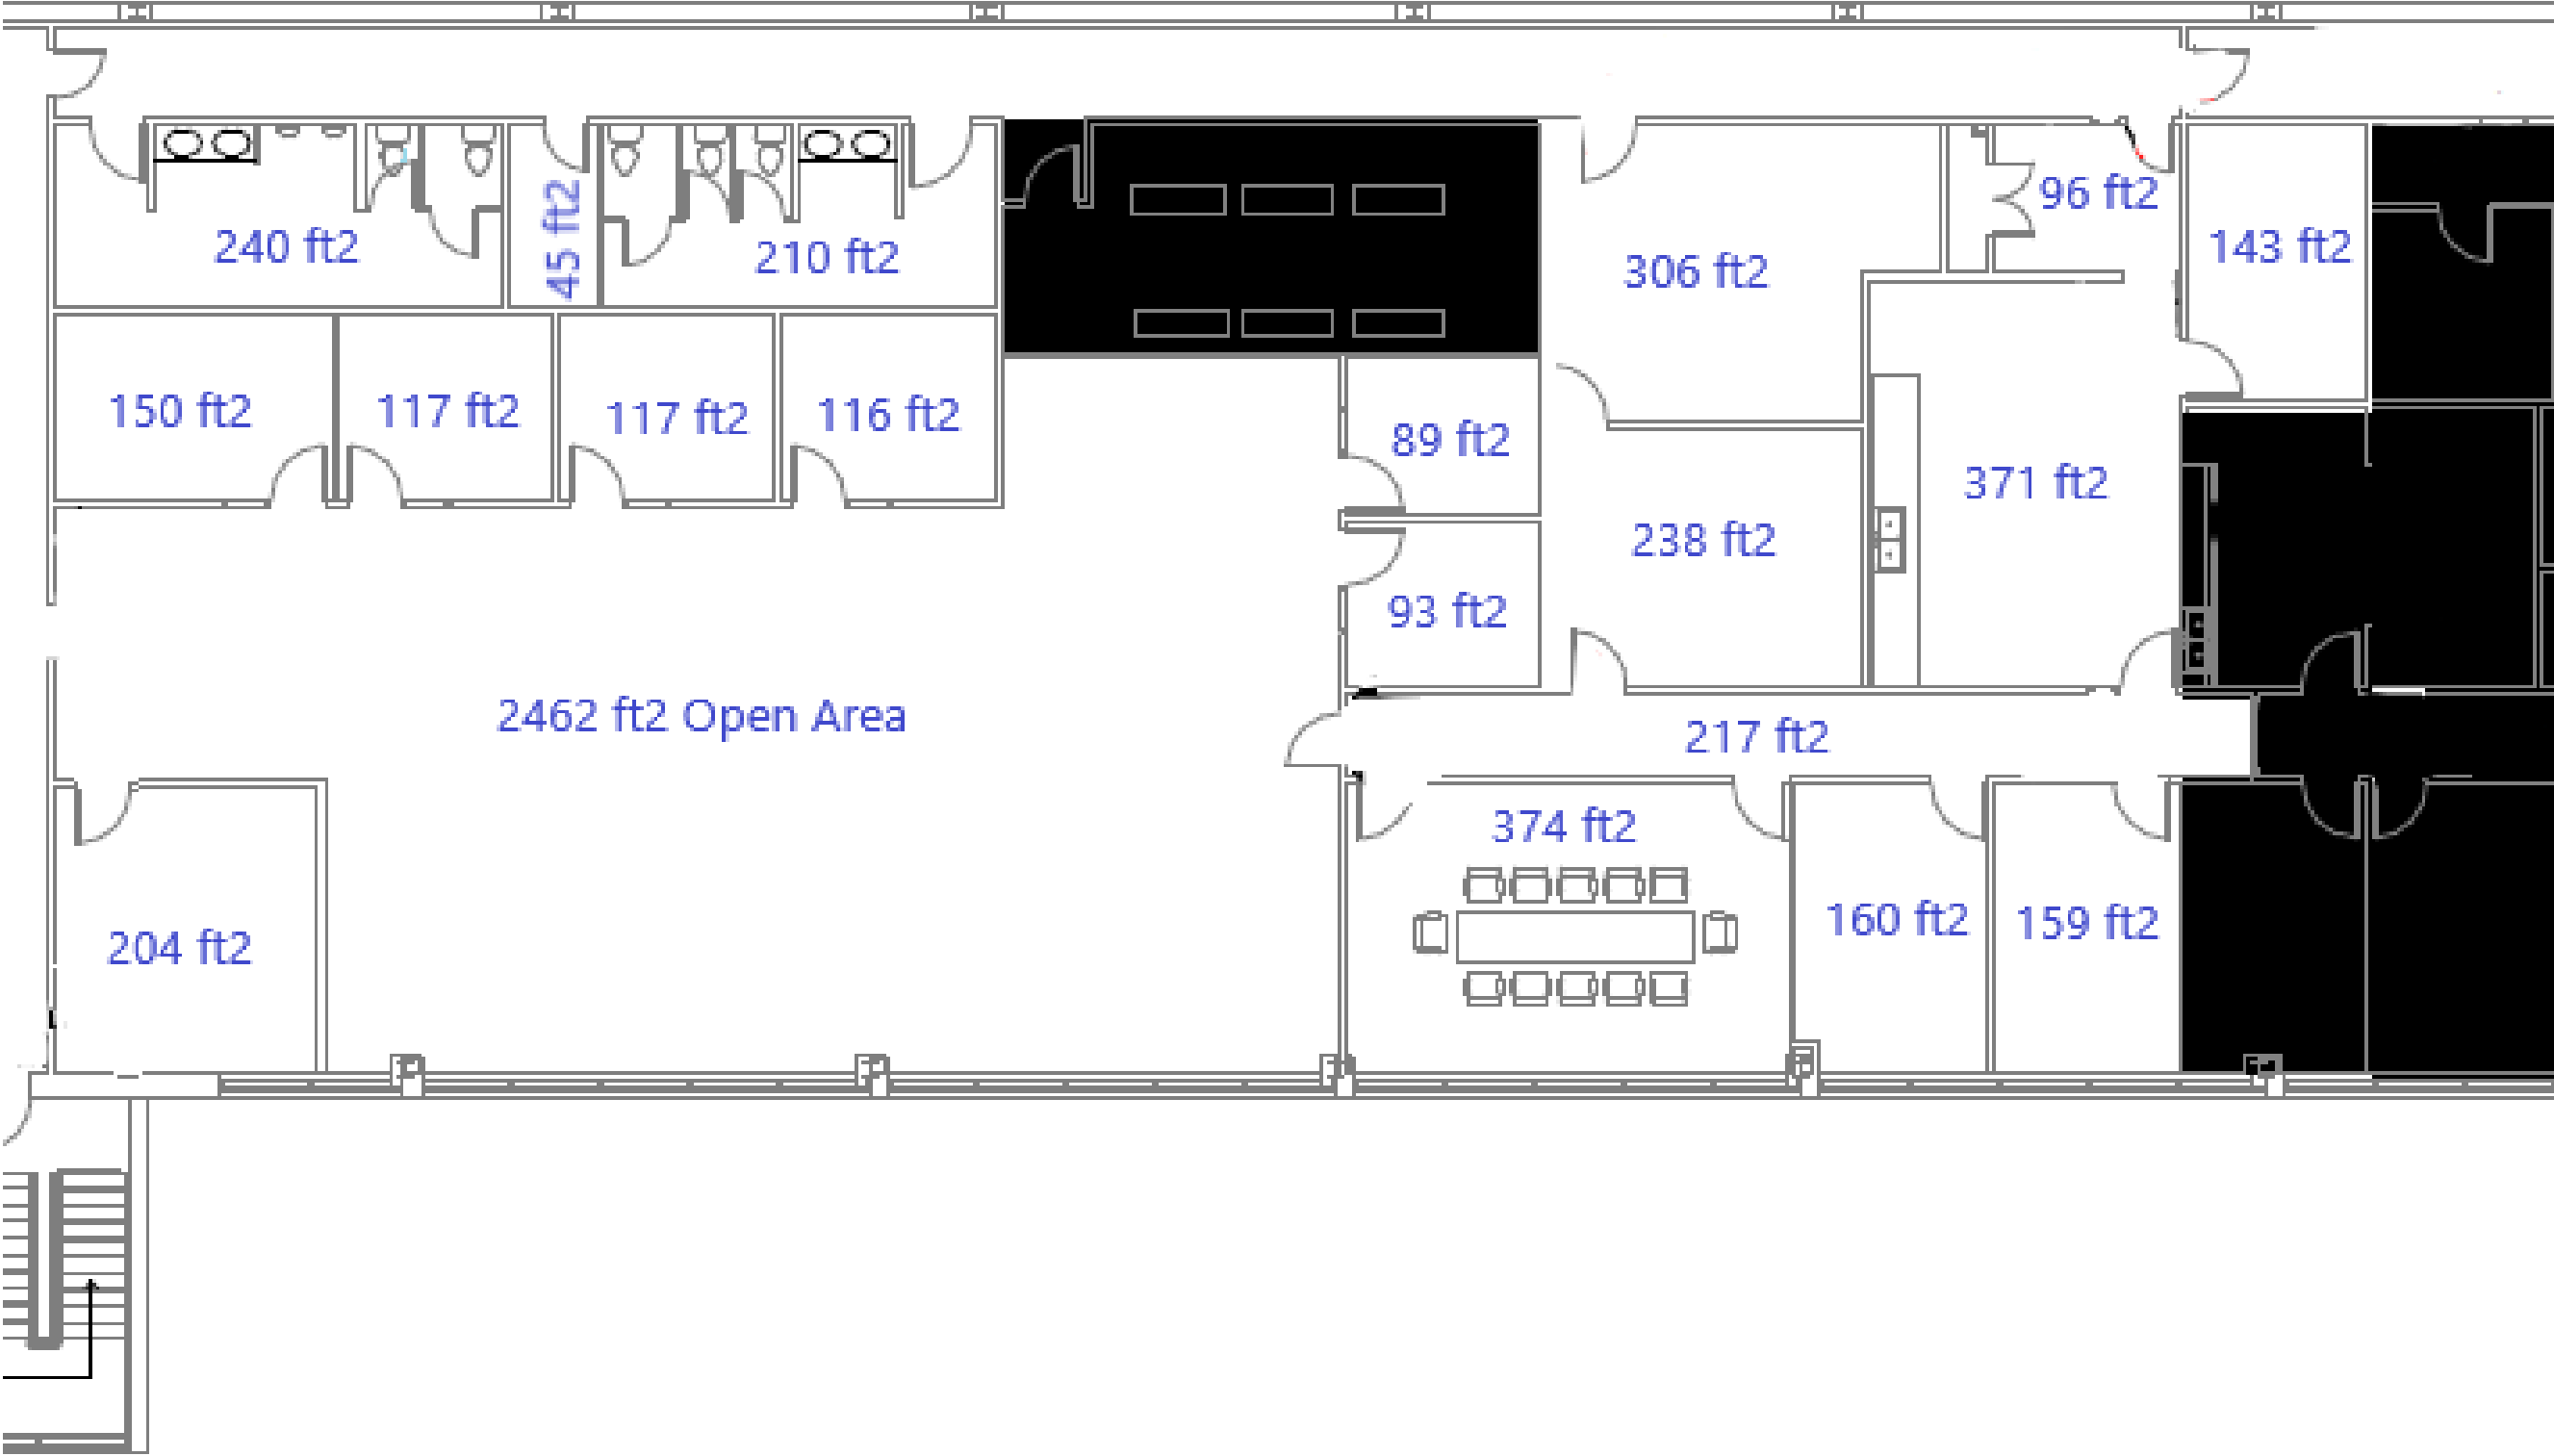 96 ft2
240 ft2
45 ft2
210 ft2
306 ft2
143 ft2
150 ft2
117 ft2
117 ft2
116 ft2
89 ft2
371 ft2
238 ft2
93 ft2
2462 ft2 Open Area
217 ft2
374 ft2
204 ft2
160 ft2
159 ft2